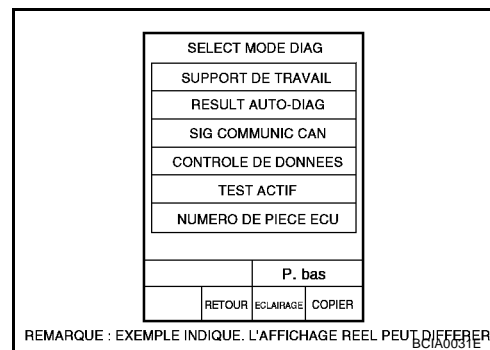 SELECT MODE DIAG
SUPPORT DE TRAVAIL
RESULT AUTO-DIAG
SIG COMMUNIC CAN
CONTROLE DE DONNEES
TEST ACTIF
NUMERO DE PIECE ECU
P. bas
RETOUR ECLAIRAGE COPIER
REMARQUE : EXEMPLE INDIQUE. L'AFFICHAGE REEL PEUT DIFFERER
BCIA0031E